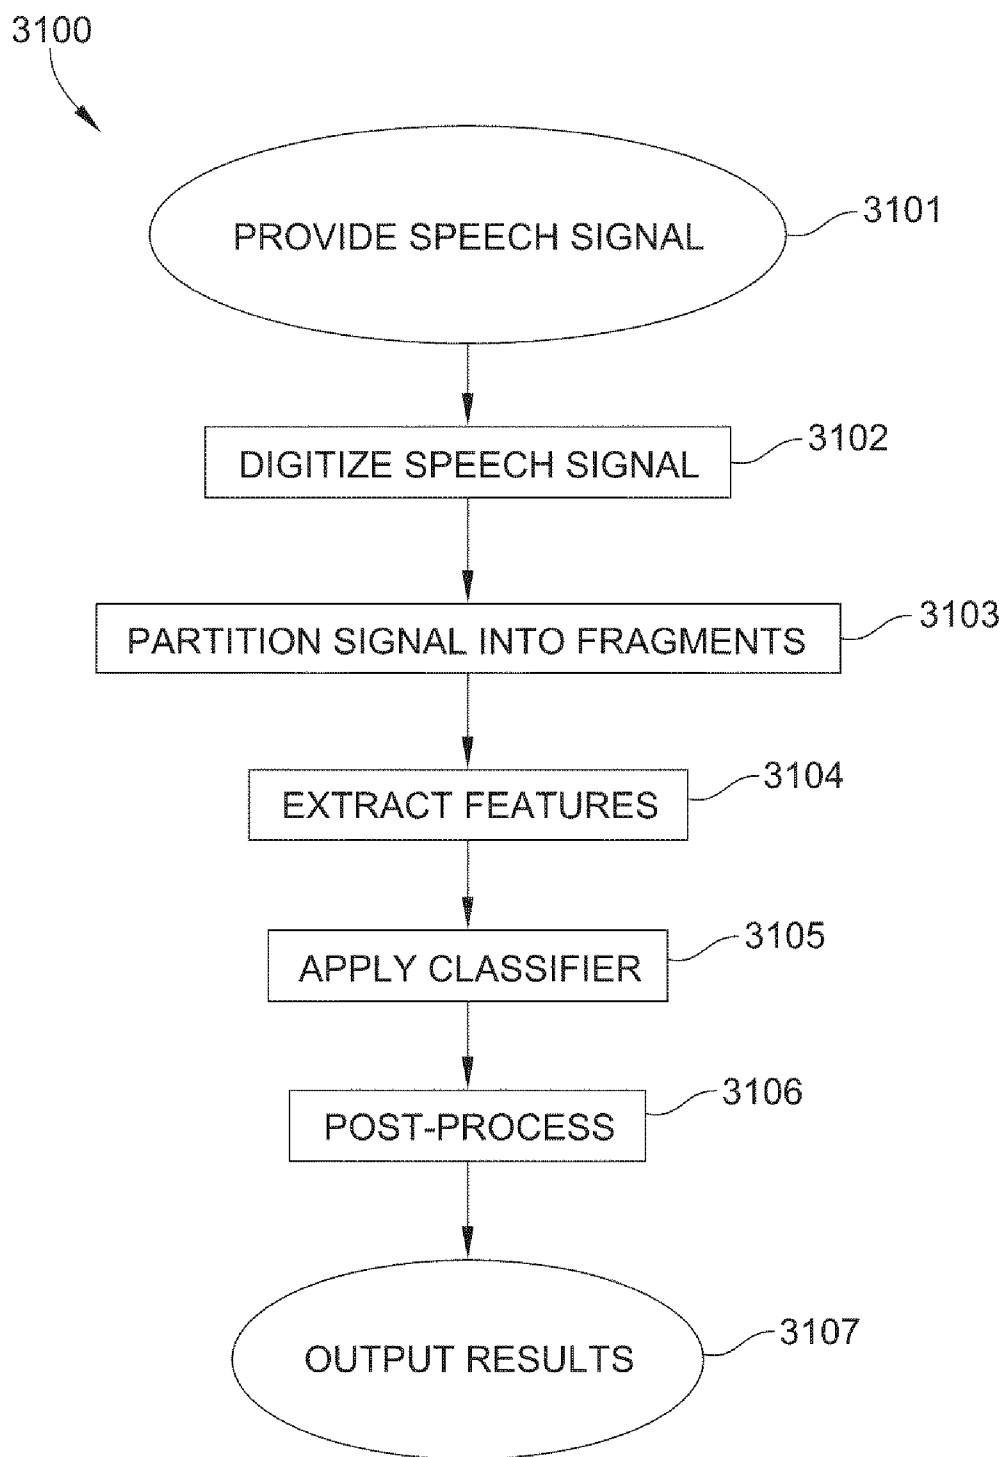 3100
PROVIDE SPEECH SIGNAL
3101
DIGITIZE SPEECH SIGNAL
3102
PARTITION SIGNAL INTO FRAGMENTS
3103
EXTRACT FEATURES
3104
APPLY CLASSIFIER
3105
POST-PROCESS
3106
OUTPUT RESULTS
3107